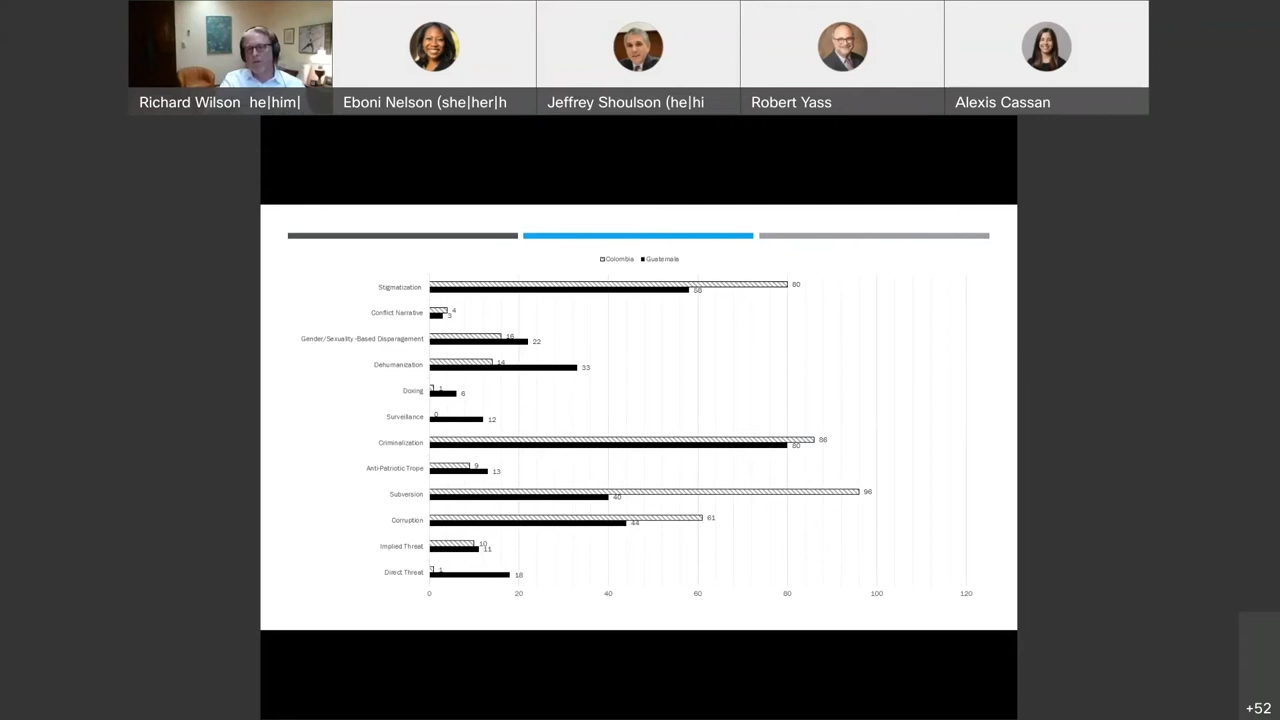 Richard Wilson he|him|
Eboni Nelson (she|her|h
Jeffrey Shoulson (he|hi
Robert Yass
Alexis Cassan
Colombia Guatemala
Stigmatization 80 58
Conflict Narrative 4 3
Gender/Sexuality -Based Disparagement 16 22
Dehumanization 14 33
Doxing 1 6
Surveillance 0 12
Criminalization 86 80
Anti-Patriotic Trope 9 13
Subversion 96 40
Corruption 61 44
Implied Threat 10 11
Direct Threat 1 18
0 20 40 60 80 100 120
+52